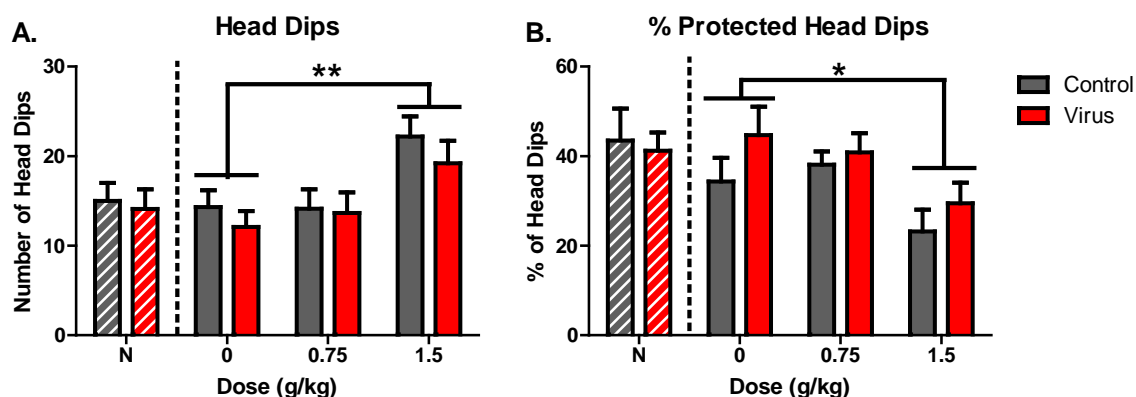 A.
Head Dips
Number of Head Dips
30
20
10
0
**
N
0
0.75
1.5
Dose (g/kg)
B.
% Protected Head Dips
% of Head Dips
60
40
20
0
*
N
0
0.75
1.5
Dose (g/kg)
Control
Virus